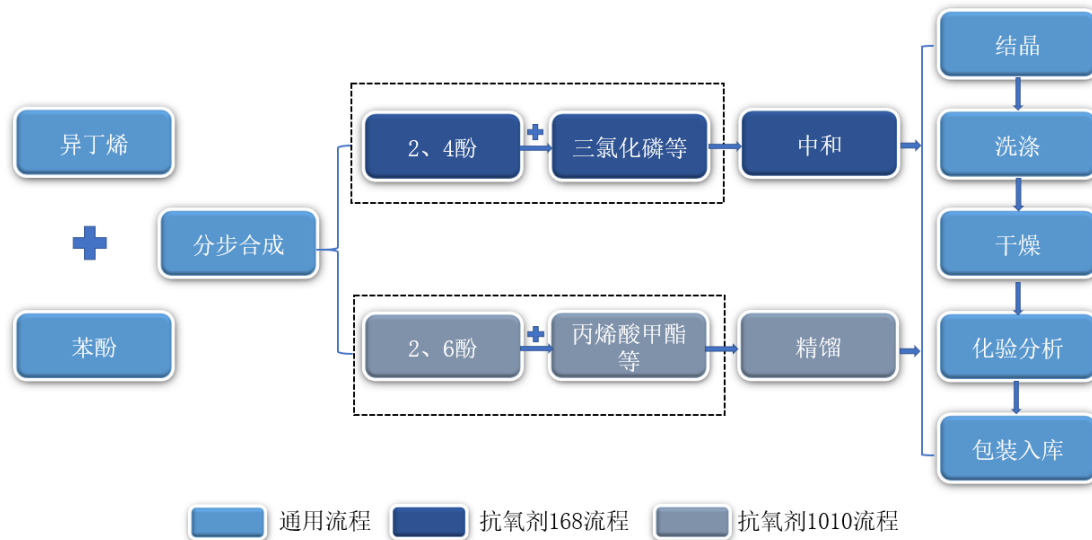 异丁烯
苯酚
分步合成
2、4酚
三氯化磷等
中和
2、6酚
丙烯酸甲酯
等
精馏
结晶
洗涤
干燥
化验分析
包装入库
通用流程
抗氧剂168流程
抗氧剂1010流程